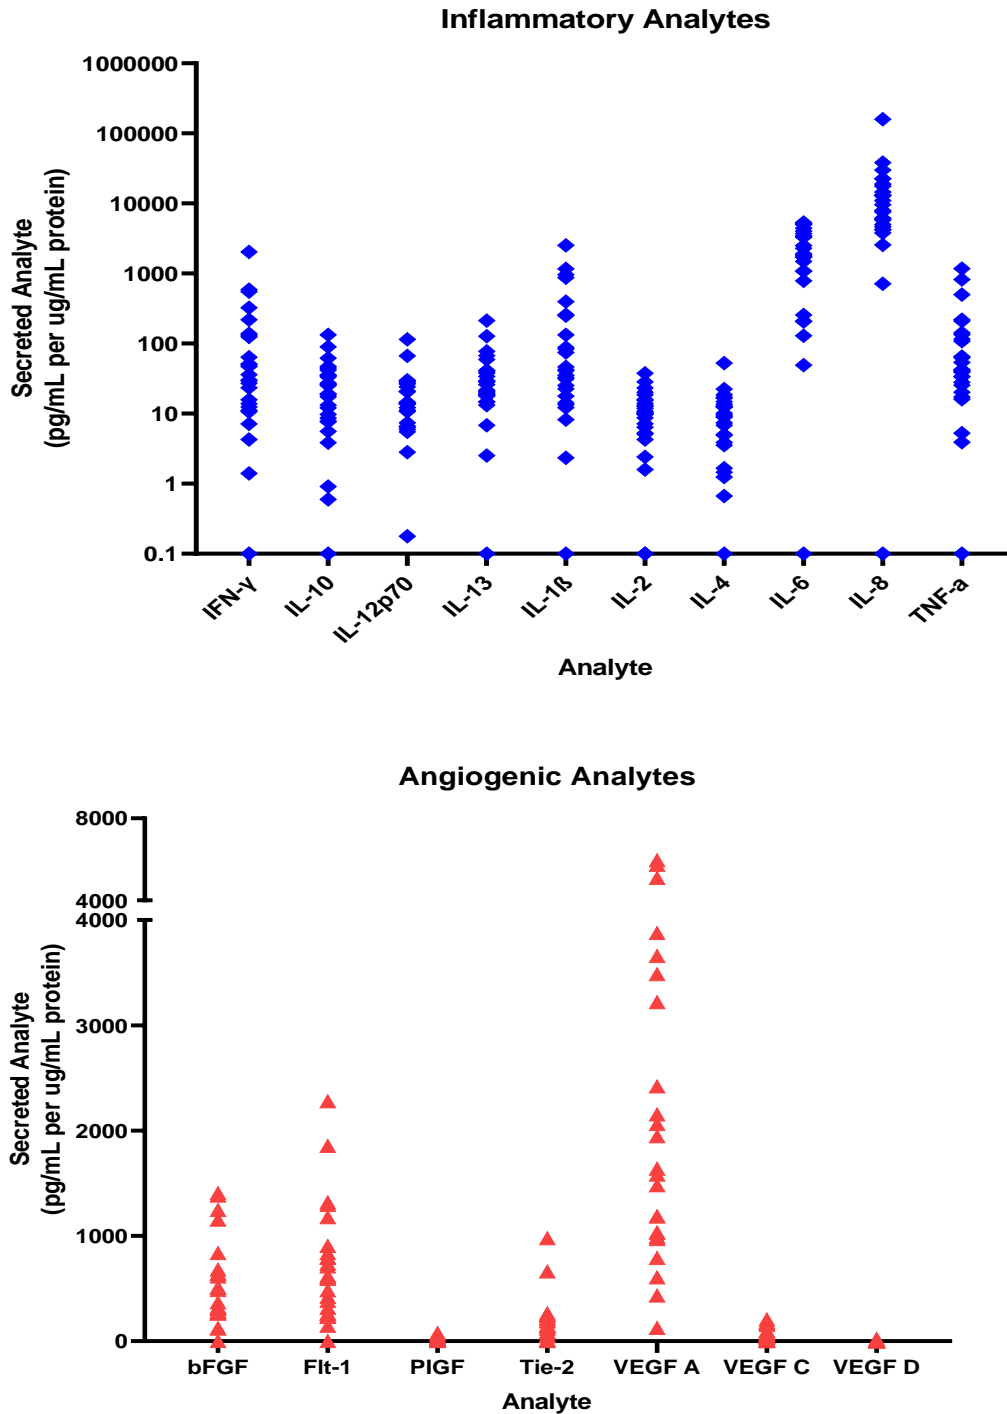 Inflammatory Analytes
1000000
100000
10000
1000
100
10
1
0.1
Secreted Analyte
(pg/mL per ug/mL protein)
IFN-γ
IL-10
IL-12p70
IL-13
IL-1ß
IL-2
IL-4
IL-6
IL-8
TNF-a
Analyte
Angiogenic Analytes
8000
4000
4000
3000
2000
1000
0
Secreted Analyte
(pg/mL per ug/mL protein)
bFGF
Flt-1
PIGF
Tie-2
VEGF A
VEGF C
VEGF D
Analyte